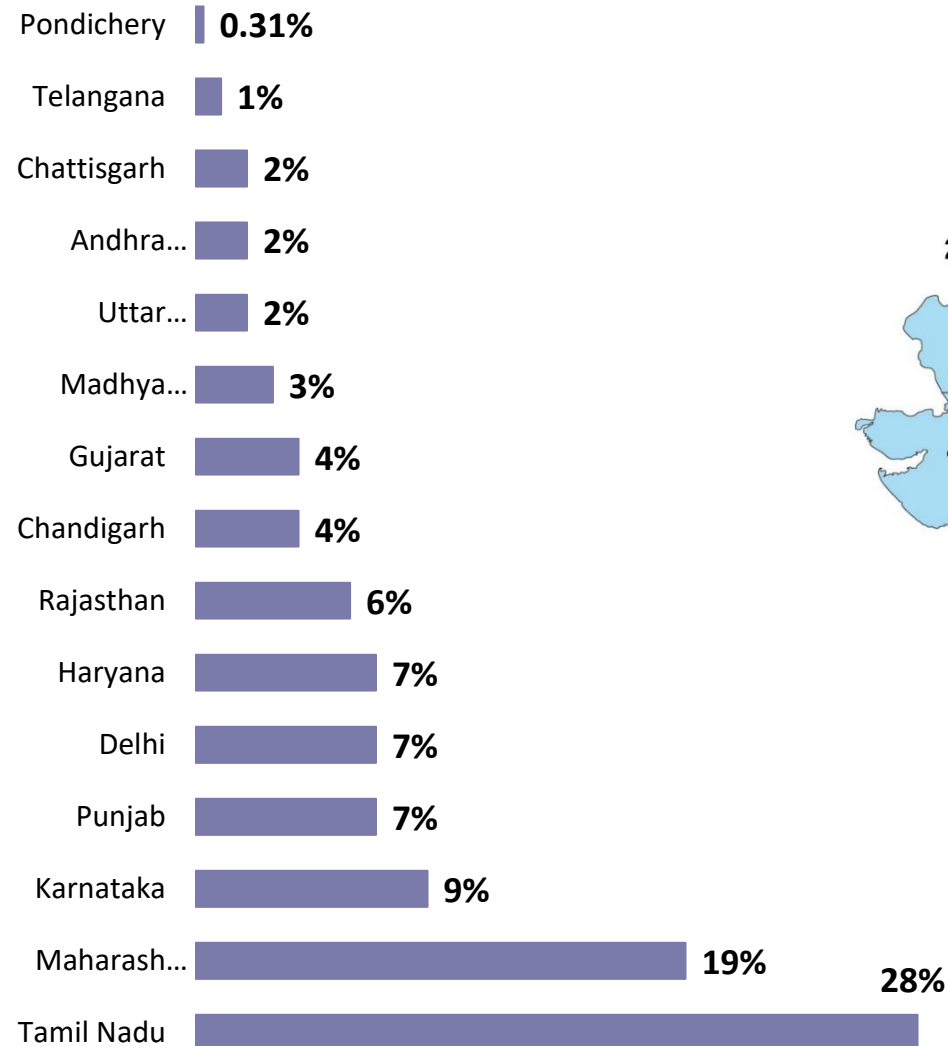 Pondichery 0.31%
Telangana 1%
Chattisgarh 2%
Andhra... 2%
Uttar... 2%
Madhya... 3%
Gujarat 4%
Chandigarh 4%
Rajasthan 6%
Haryana 7%
Delhi 7%
Punjab 7%
Karnataka 9%
Maharash... 19%
Tamil Nadu 28%